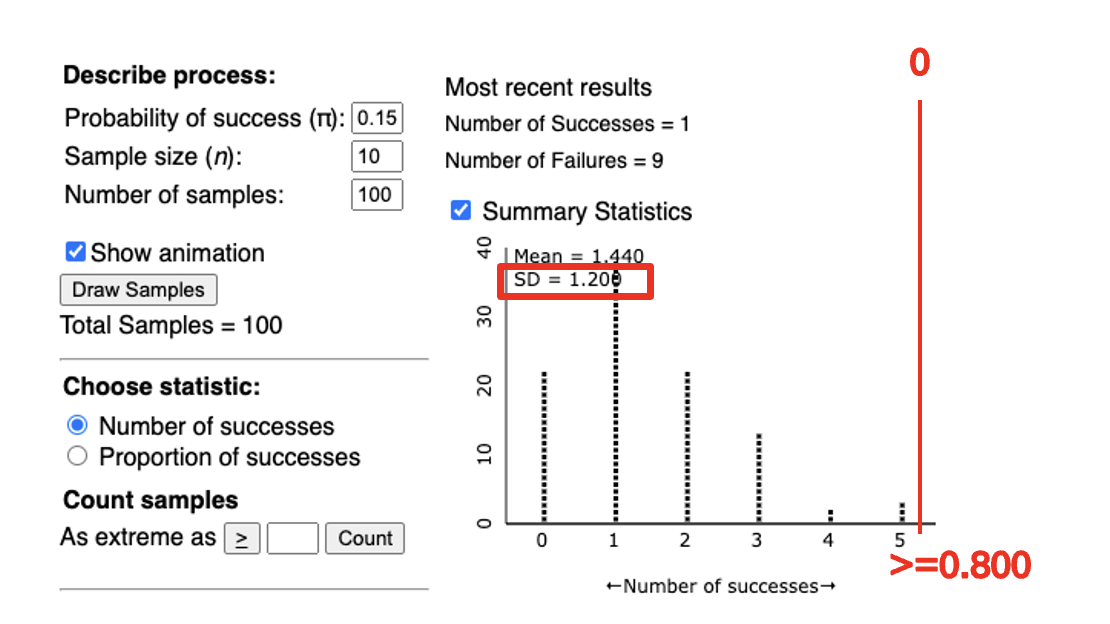 Describe process:
Probability of success (π): 0.15
Sample size (n): 10
Number of samples: 100
Show animation
Draw Samples
Total Samples = 100
Choose statistic:
Number of successes
Proportion of successes
Count samples
As extreme as ≥ Count
Most recent results
Number of Successes = 1
Number of Failures = 9
Summary Statistics
Mean = 1.440
SD = 1.200
40
30
20
10
0
0 1 2 3 4 5
←Number of successes→
0
>=0.800